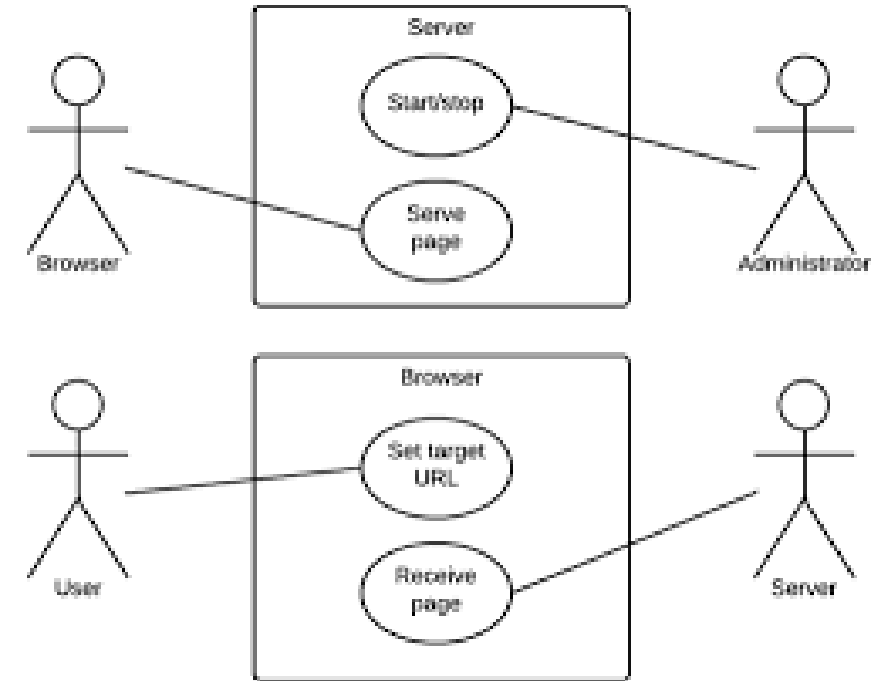 Server
Start/stop
Serve
page
Browser
Administrator
Browser
Set target
URL
Receive
page
User
Server